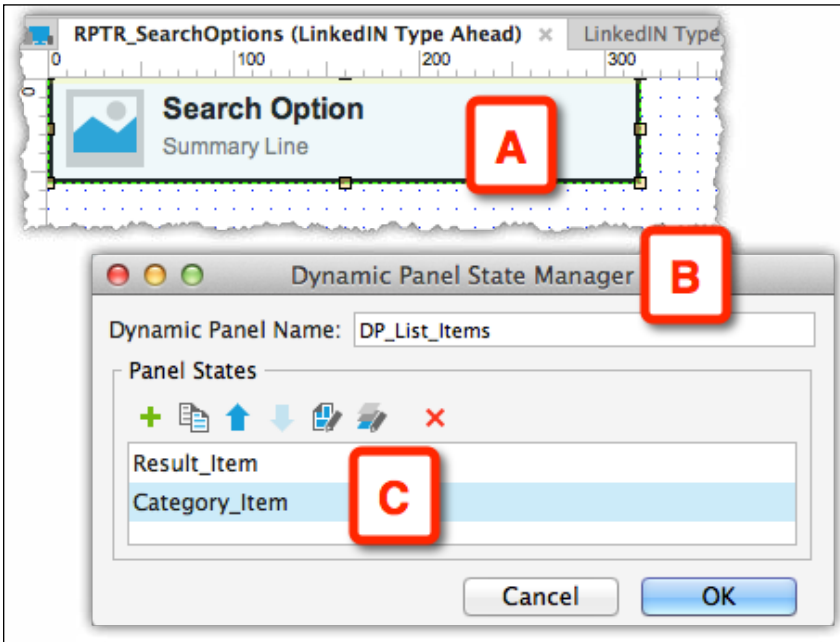 RPTR_SearchOptions (LinkedIN Type Ahead) × LinkedIN Type
0 100 200 300
0
Search Option
Summary Line
A
Dynamic Panel State Manager
B
Dynamic Panel Name: DP_List_Items
Panel States
Result_Item
Category_Item
C
Cancel OK